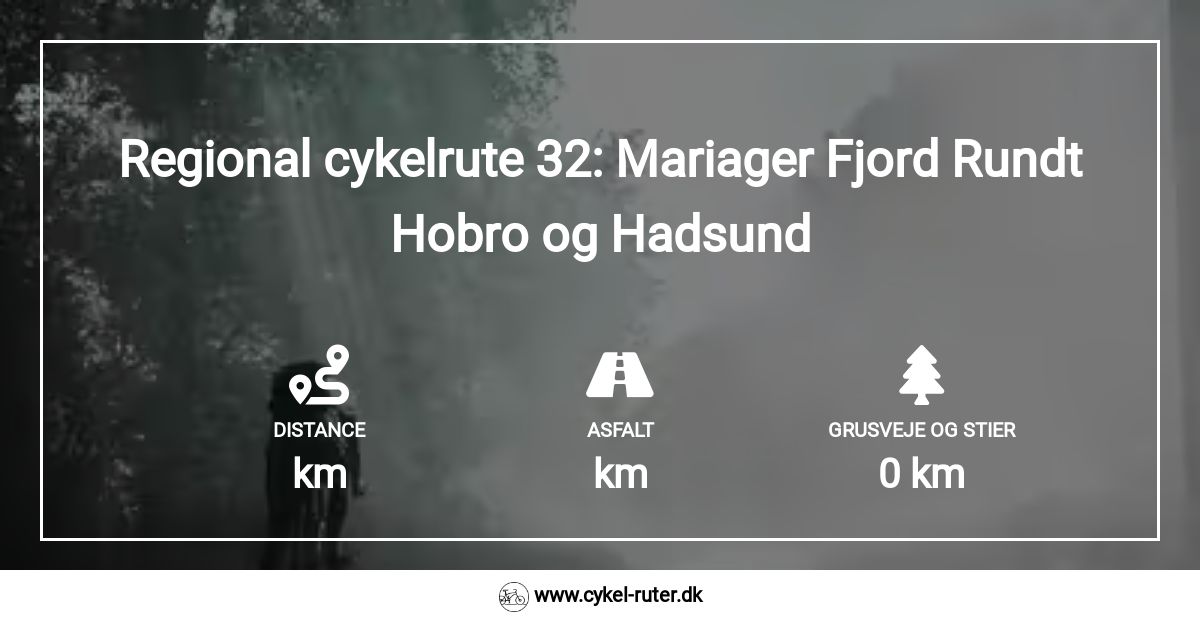 Regional cykelrute 32: Mariager Fjord Rundt
Hobro og Hadsund
DISTANCE
km
ASFALT
km
GRUSVEJE OG STIER
0 km
www.cykel-ruter.dk